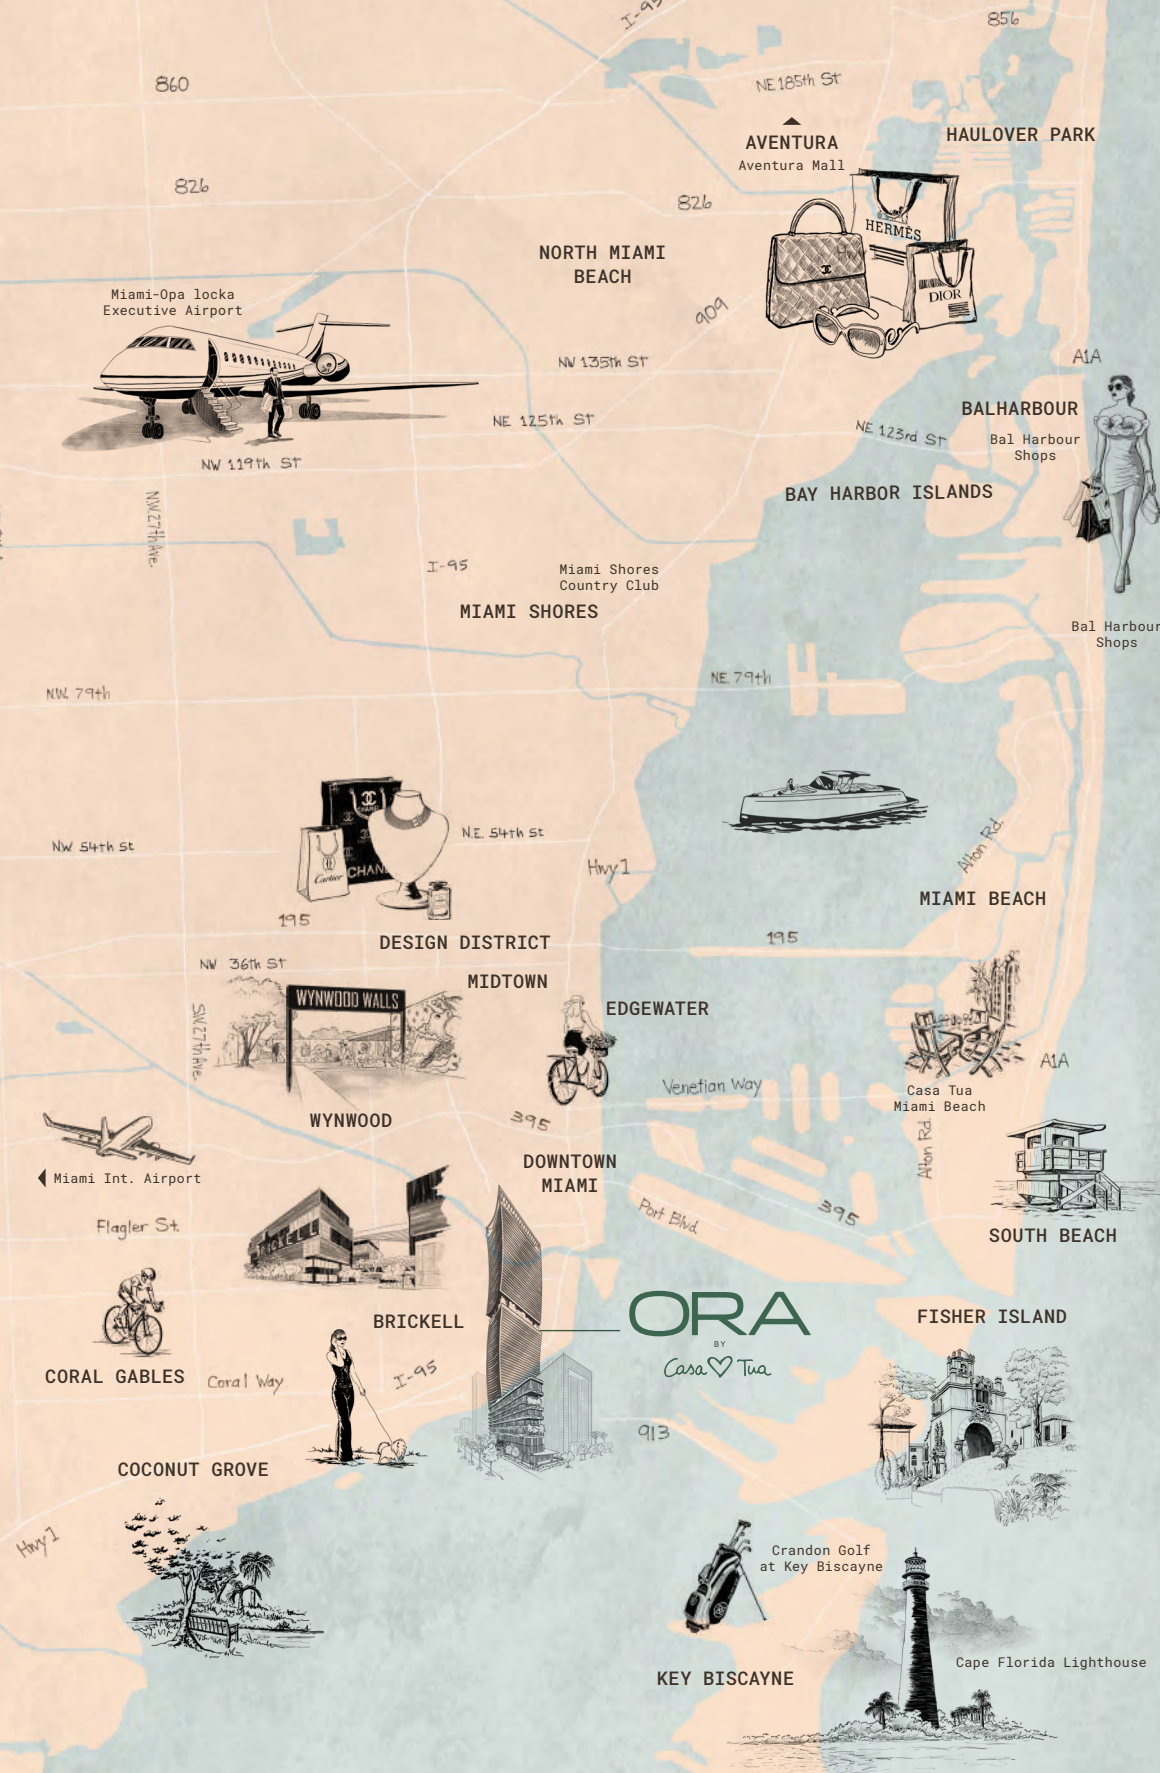 I-95
856
860
NE 185th St
AVENTURA
Aventura Mall
HAULOVER PARK
826
826
HERMÈS
DIOR
NORTH MIAMI
BEACH
Miami-Opa locka
Executive Airport
909
NW 135th St
A1A
NE 125th St
BALHARBOUR
Bal Harbour
Shops
NE 123rd ST
NW 119th ST
BAY HARBOR ISLANDS
N.W.27th Ave.
I-95
Miami Shores
Country Club
MIAMI SHORES
Bal Harbour
Shops
N.W. 79th
NE. 79th
CHANEL
CHAN
Cartier
N.W. 54th St
N.E. 54th St
Hwy 1
Alton Rd.
MIAMI BEACH
195
195
DESIGN DISTRICT
NW 36th ST
MIDTOWN
WYNWOOD WALLS
EDGEWATER
S.W.27th Ave.
A1A
Venetian Way
Casa Tua
Miami Beach
WYNWOOD
395
Alton Rd.
DOWNTOWN
MIAMI
Miami Int. Airport
Port Blvd.
395
Flagler St.
BRICKELL
SOUTH BEACH
ORA
BY
Casa Tua
FISHER ISLAND
BRICKELL
CORAL GABLES
Coral Way
I-95
913
COCONUT GROVE
Hwy 1
Crandon Golf
at Key Biscayne
Cape Florida Lighthouse
KEY BISCAYNE